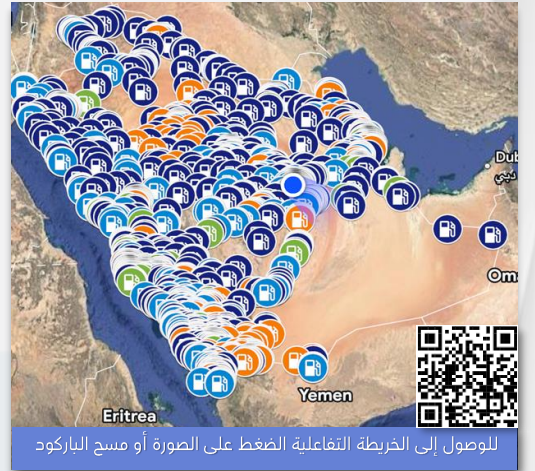 Dub
دبي
Om
Yemen
Eritrea
للوصول إلى الخريطة التفاعلية الضغط على الصورة أو مسح الباركود